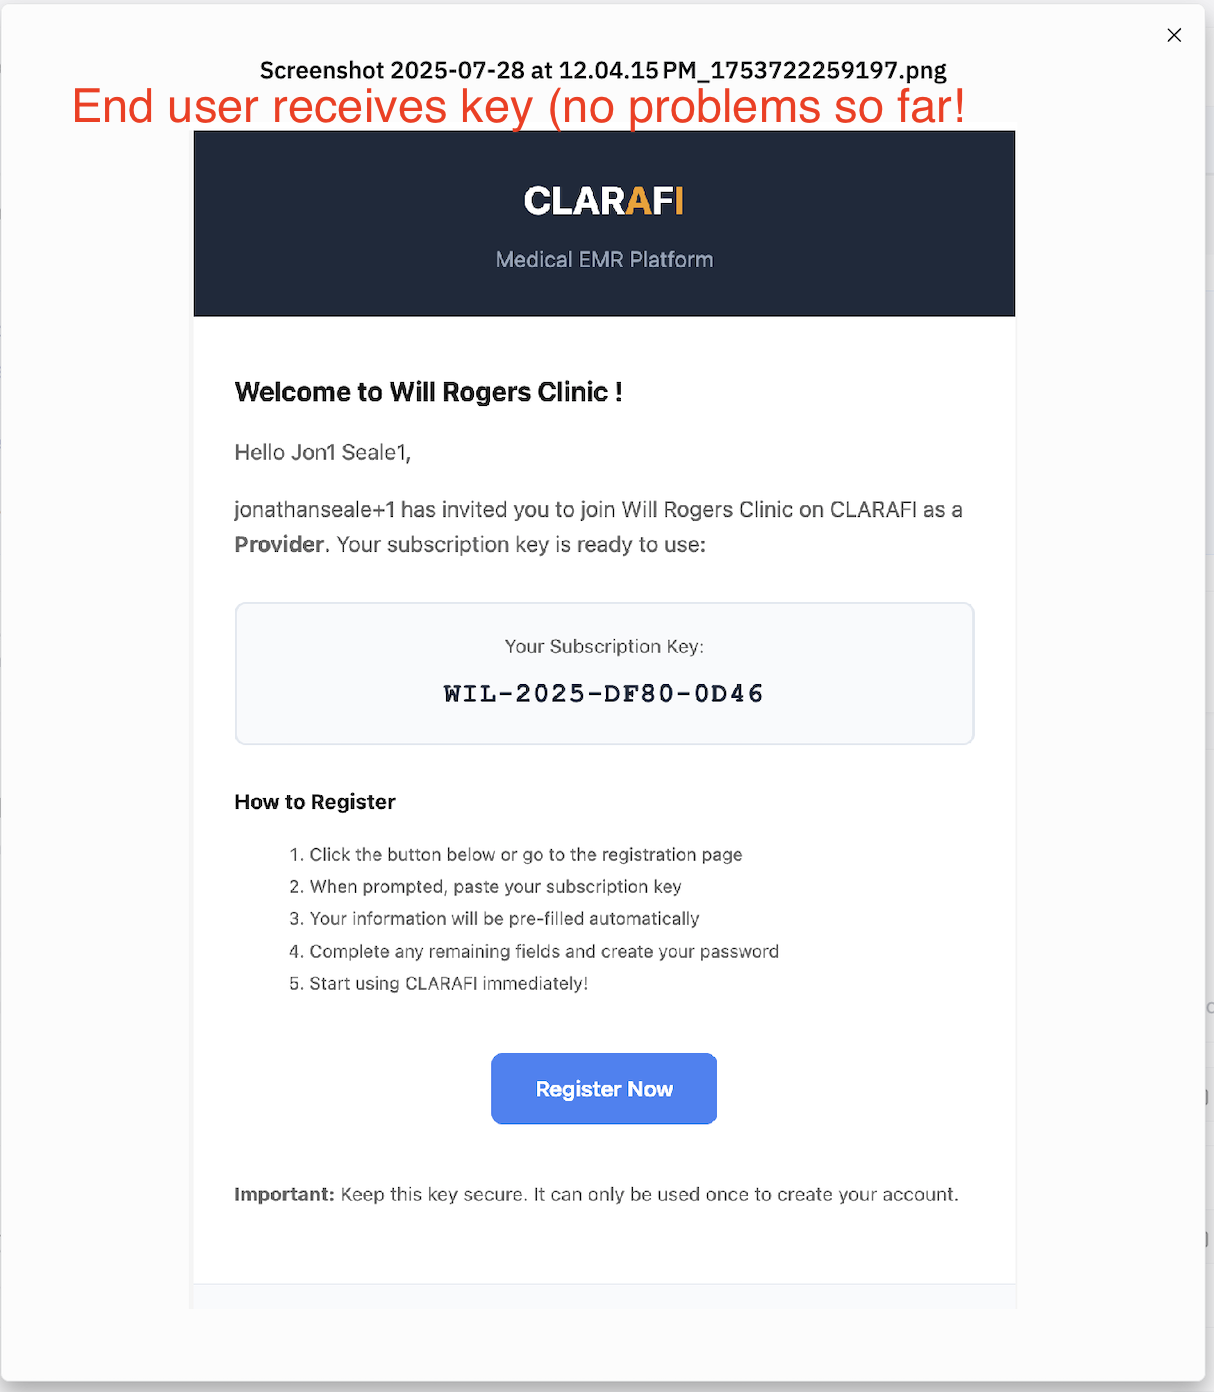 Screenshot 2025-07-28 at 12.04.15 PM_1753722259197.png
End user receives key (no problems so far!
CLARAFI
Medical EMR Platform
Welcome to Will Rogers Clinic !
Hello Jon1 Seale1,
jonathanseale+1 has invited you to join Will Rogers Clinic on CLARAFI as a
Provider. Your subscription key is ready to use:
Your Subscription Key:
WIL-2025-DF80-0D46
How to Register
1. Click the button below or go to the registration page
2. When prompted, paste your subscription key
3. Your information will be pre-filled automatically
4. Complete any remaining fields and create your password
5. Start using CLARAFI immediately!
Register Now
Important: Keep this key secure. It can only be used once to create your account.